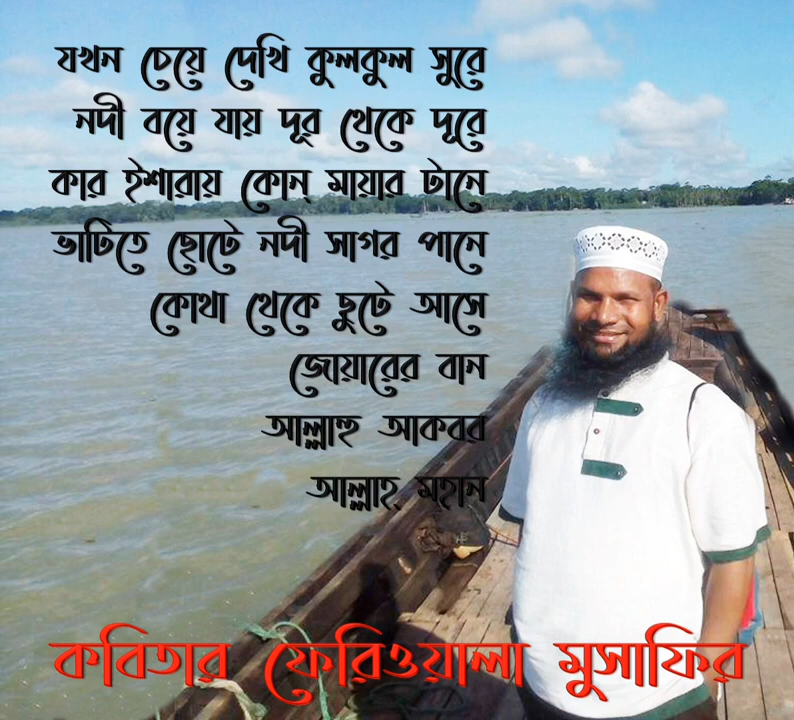 যখন চেয়ে দেখি কুলকুল সুরে
নদী বয়ে যায় দূর থেকে দূরে
কার ইশারায় কোন্ মায়ার টানে
ভাটিতে ছোটে নদী সাগর পানে
কোথা থেকে ছুটে আসে
জোয়ারের বান
আল্লাহু আকবর
আল্লাহ্ মহান
কবিতার ফেরিওয়ালা মুসাফির